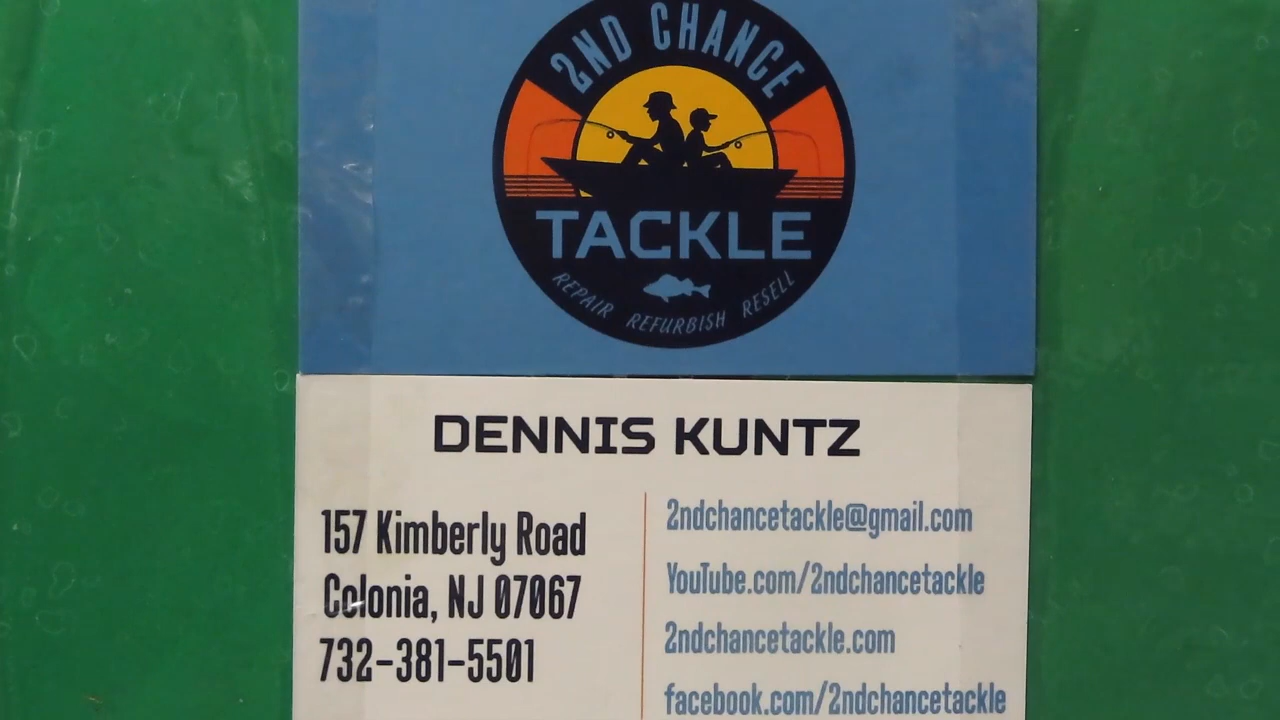 2ND CHANCE
TACKLE
REPAIR REFURBISH RESELL
DENNIS KUNTZ
157 Kimberly Road
Colonia, NJ 07067
732-381-5501
2ndchancetackle@gmail.com
YouTube.com/2ndchancetackle
2ndchancetackle.com
facebook.com/2ndchancetackle